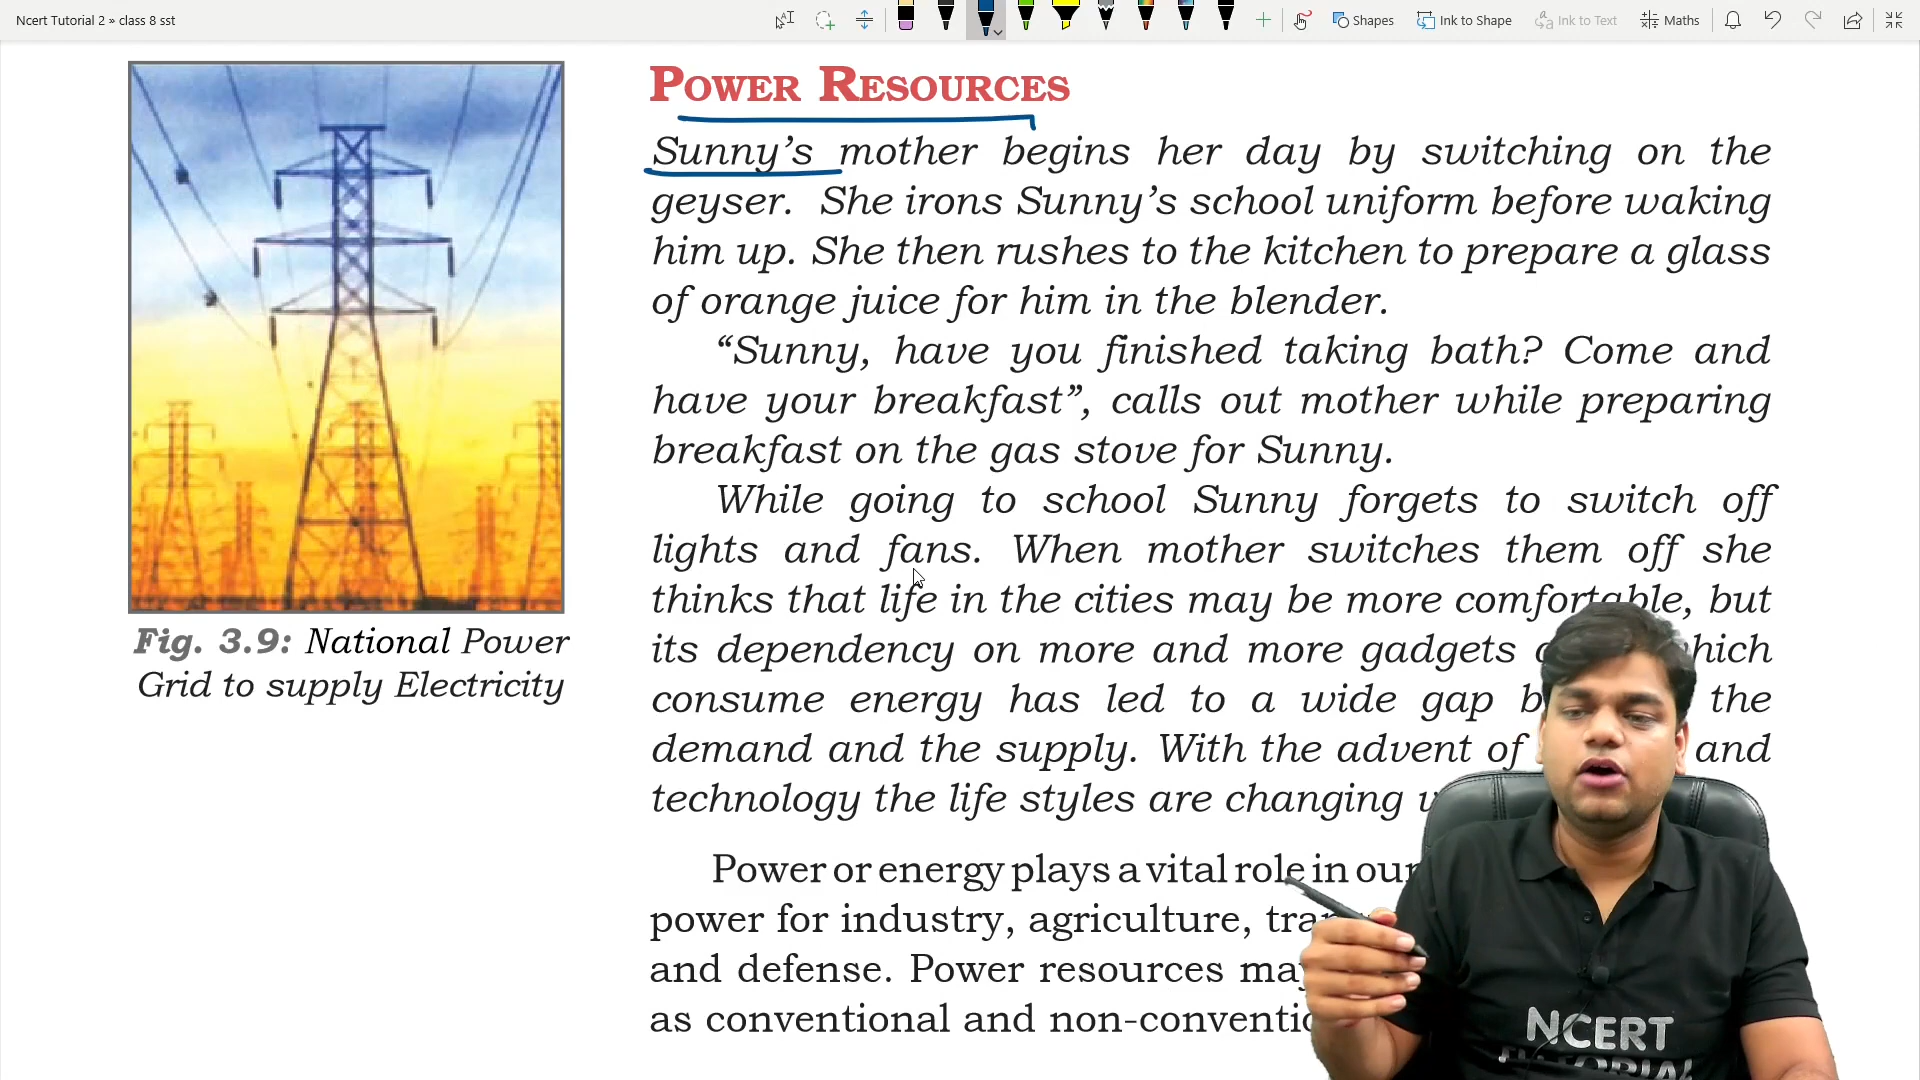 Ncert Tutorial 2 » class 8 sst
Shapes
Ink to Shape
Ink to Text
Maths
POWER RESOURCES
Sunny's mother begins her day by switching on the
geyser. She irons Sunny's school uniform before waking
him up. She then rushes to the kitchen to prepare a glass
of orange juice for him in the blender.
“Sunny, have you finished taking bath? Come and
have your breakfast”, calls out mother while preparing
breakfast on the gas stove for Sunny.
While going to school Sunny forgets to switch off
lights and fans. When mother switches them off she
thinks that life in the cities may be more comfortable, but
its dependency on more and more gadgets
consume energy has led to a wide gap the
demand and the supply. With the advent of and
technology the life styles are changing
Power or energy plays a vital role in our
power for industry, agriculture,
and defense. Power resources
as conventional and
Fig. 3.9: National Power
Grid to supply Electricity
NCERT
TUTORIAL